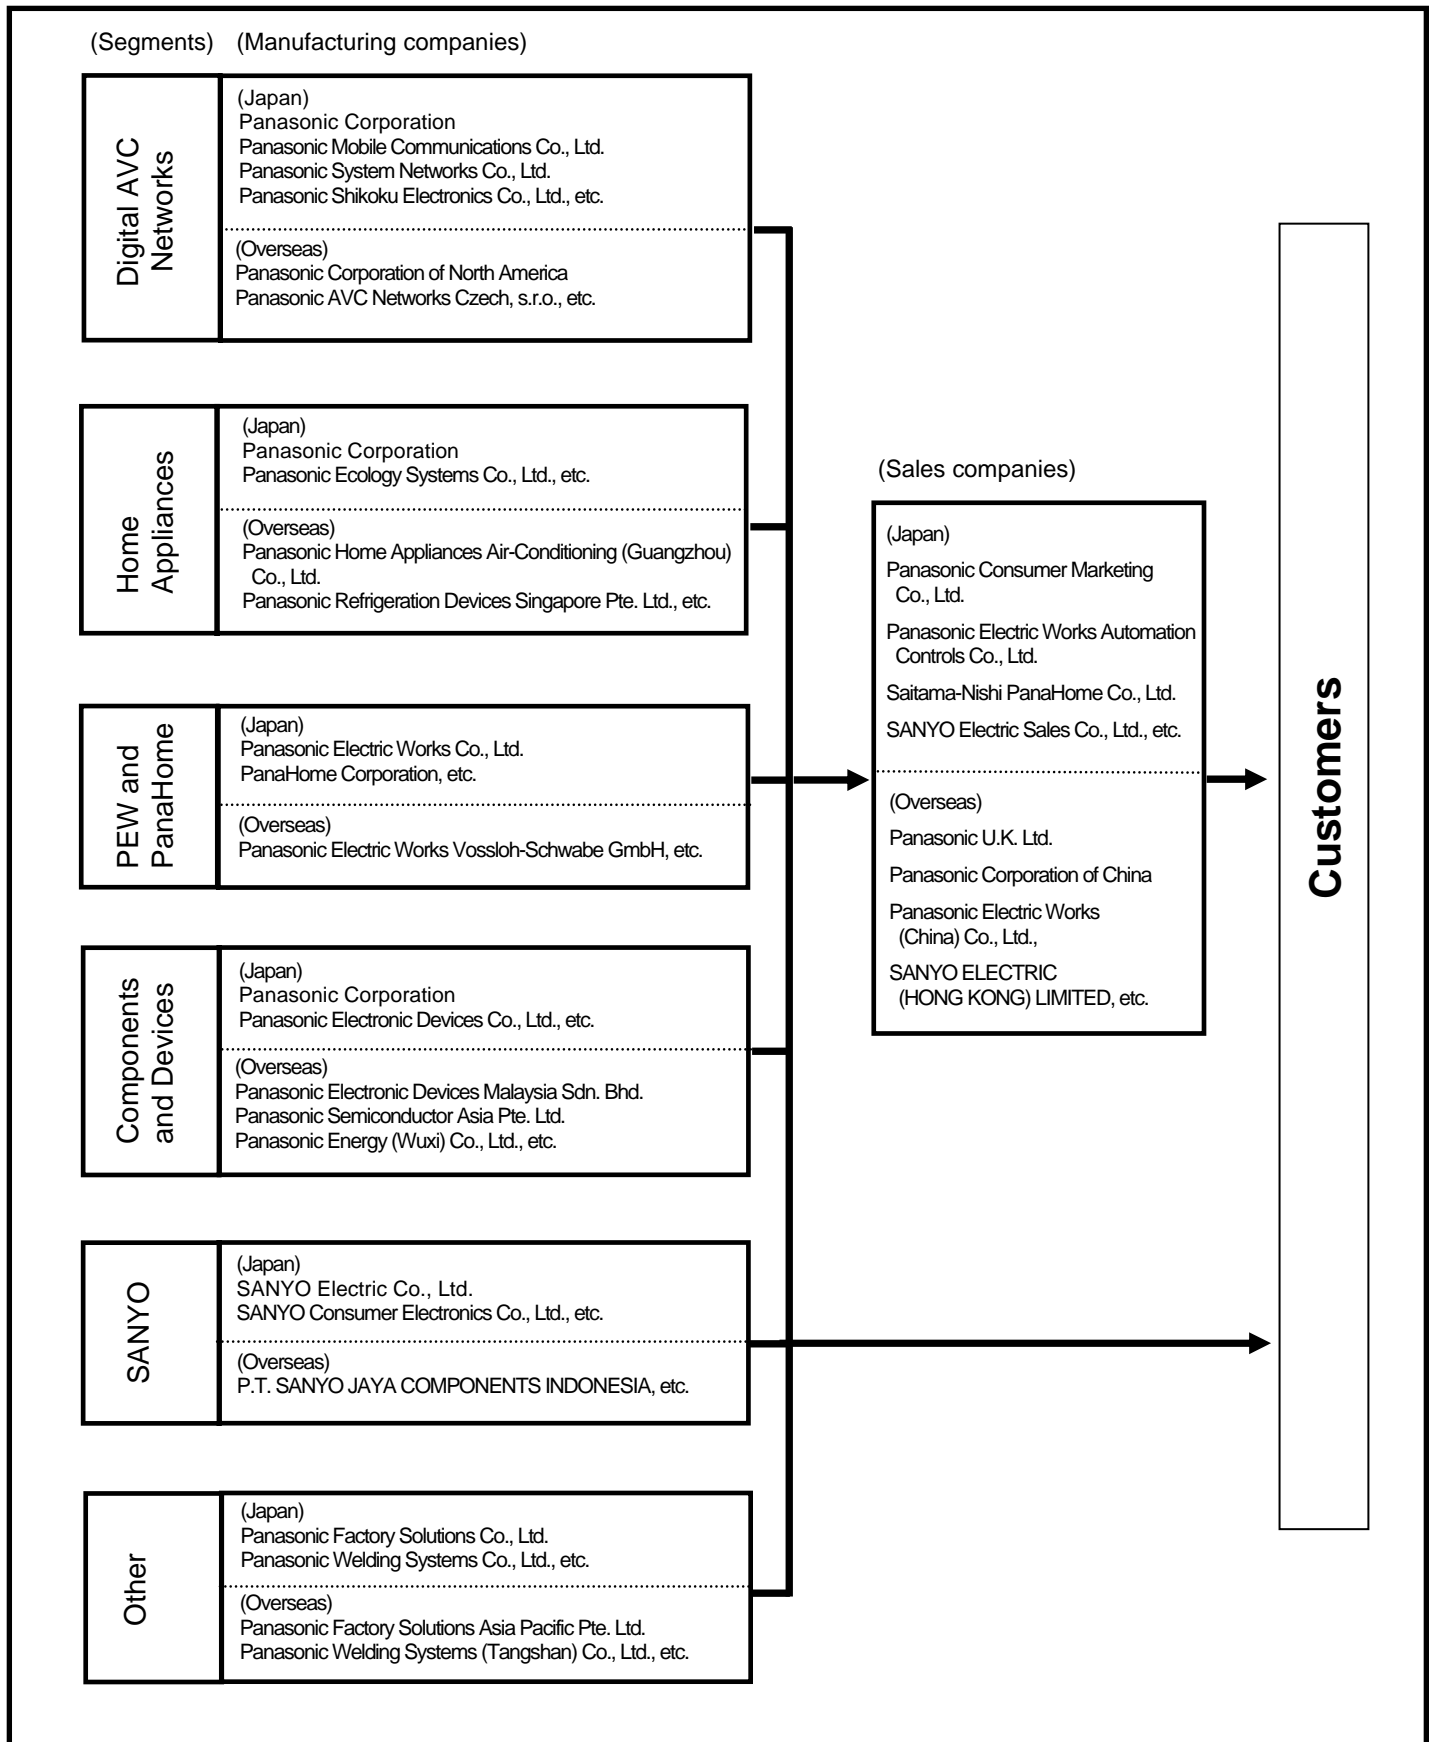 (Segments) (Manufacturing companies)
Digital AVC
Networks
(Japan)
Panasonic Corporation
Panasonic Mobile Communications Co., Ltd.
Panasonic System Networks Co., Ltd.
Panasonic Shikoku Electronics Co., Ltd., etc.
(Overseas)
Panasonic Corporation of North America
Panasonic AVC Networks Czech, s.r.o., etc.
Home
Appliances
(Japan)
Panasonic Corporation
Panasonic Ecology Systems Co., Ltd., etc.
(Overseas)
Panasonic Home Appliances Air-Conditioning (Guangzhou)
Co., Ltd.
Panasonic Refrigeration Devices Singapore Pte. Ltd., etc.
PEW and
PanaHome
(Japan)
Panasonic Electric Works Co., Ltd.
PanaHome Corporation, etc.
(Overseas)
Panasonic Electric Works Vossloh-Schwabe GmbH, etc.
Components
and Devices
(Japan)
Panasonic Corporation
Panasonic Electronic Devices Co., Ltd., etc.
(Overseas)
Panasonic Electronic Devices Malaysia Sdn. Bhd.
Panasonic Semiconductor Asia Pte. Ltd.
Panasonic Energy (Wuxi) Co., Ltd., etc.
SANYO
(Japan)
SANYO Electric Co., Ltd.
SANYO Consumer Electronics Co., Ltd., etc.
(Overseas)
P.T. SANYO JAYA COMPONENTS INDONESIA, etc.
Other
(Japan)
Panasonic Factory Solutions Co., Ltd.
Panasonic Welding Systems Co., Ltd., etc.
(Overseas)
Panasonic Factory Solutions Asia Pacific Pte. Ltd.
Panasonic Welding Systems (Tangshan) Co., Ltd., etc.
(Sales companies)
(Japan)
Panasonic Consumer Marketing
Co., Ltd.
Panasonic Electric Works Automation
Controls Co., Ltd.
Saitama-Nishi PanaHome Co., Ltd.
SANYO Electric Sales Co., Ltd., etc.
(Overseas)
Panasonic U.K. Ltd.
Panasonic Corporation of China
Panasonic Electric Works
(China) Co., Ltd.,
SANYO ELECTRIC
(HONG KONG) LIMITED, etc.
Customers